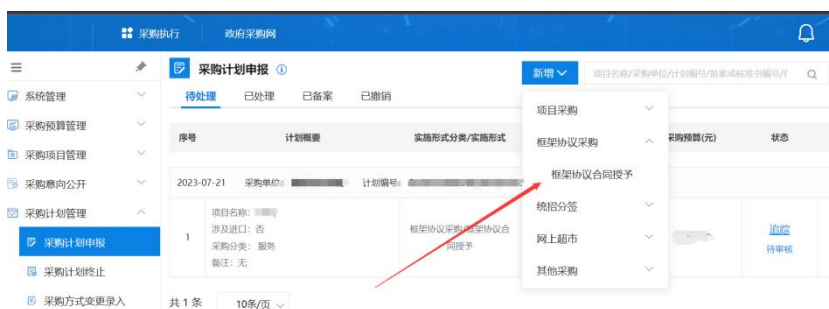 采购执行 政府采购网
系统管理
采购预算管理
采购项目管理
采购意向公开
采购计划管理
采购计划申报
采购计划终止
采购方式变更录入
采购计划申报
新增
项目名称/采购单位/计划编号/备案或核准书编号/
待处理 已处理 已备案 已撤销
序号 计划概要 实施形式分类/实施形式 采购预算(元) 状态
项目采购
框架协议采购
框架协议合同授予
统招分签
网上超市
其他采购
2023-07-21 采购单位: 计划编号:
1
项目名称:
涉及进口: 否
采购分类: 服务
备注: 无
框架协议采购/框架协议合
同授予
追踪
待审核
共 1 条 10条/页